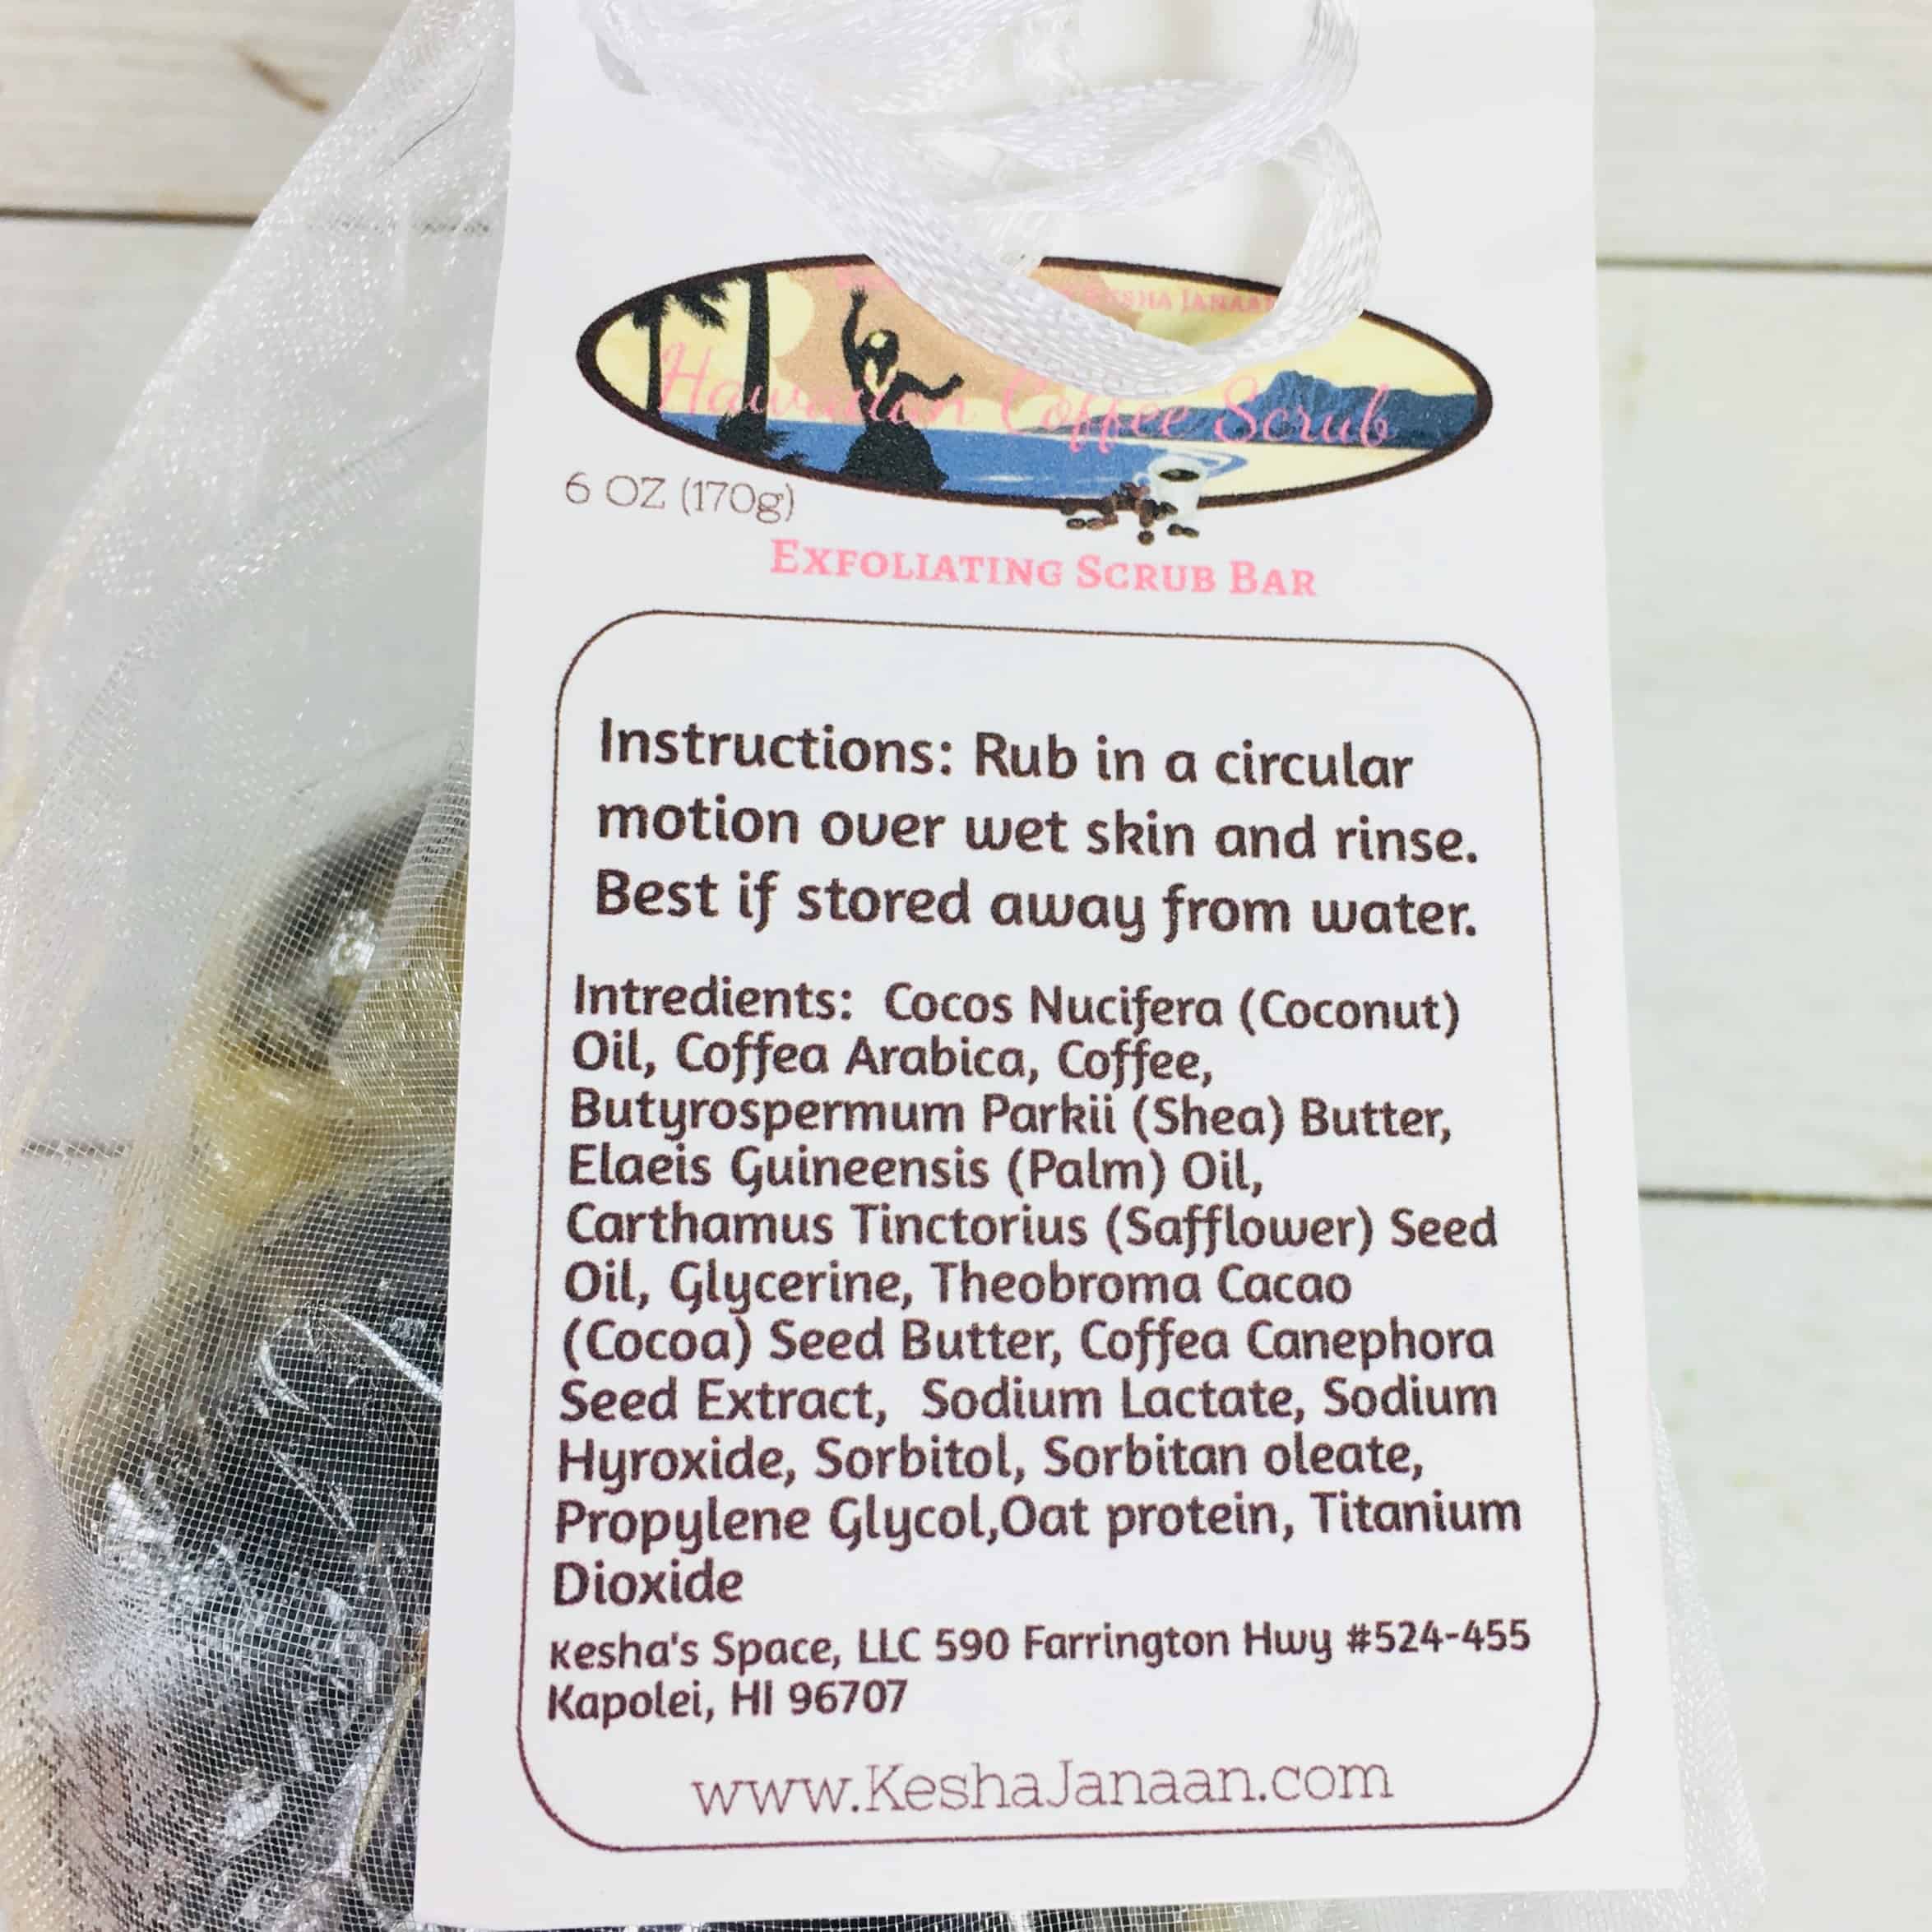 ESHA JANAA
Hawaiian Coffee Scrub
6 OZ (170g)
EXFOLIATING SCRUB BAR
Instructions: Rub in a circular
motion over wet skin and rinse.
Best if stored away from water.
Intredients: Cocos Nucifera (Coconut)
Oil, Coffea Arabica, Coffee,
Butyrospermum Parkii (Shea) Butter,
Elaeis Guineensis (Palm) Oil,
Carthamus Tinctorius (Safflower) Seed
Oil, Glycerine, Theobroma Cacao
(Cocoa) Seed Butter, Coffea Canephora
Seed Extract, Sodium Lactate, Sodium
Hyroxide, Sorbitol, Sorbitan oleate,
Propylene Glycol,Oat protein, Titanium
Dioxide
Kesha's Space, LLC 590 Farrington Hwy #524-455
Kapolei, HI 96707
www.KeshaJanaan.com